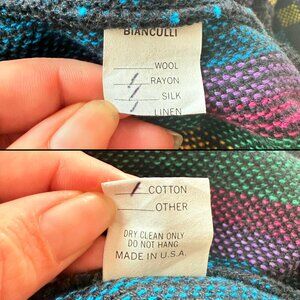 BIANCULLI
WOOL
RAYON
SILK
LINEN
COTTON
OTHER
DRY CLEAN ONLY
DO NOT HANG
MADE IN U.S.A.